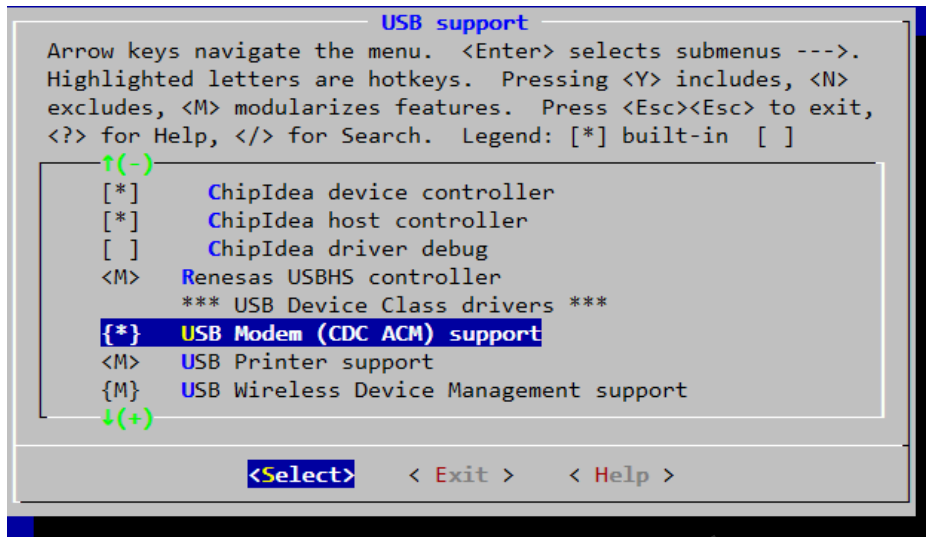 USB support
Arrow keys navigate the menu.  <Enter> selects submenus --->.
Highlighted letters are hotkeys.  Pressing <Y> includes, <N>
excludes, <M> modularizes features.  Press <Esc><Esc> to exit,
<?> for Help, </> for Search.  Legend: [*] built-in  [ ]
↑(-)
[*]     ChipIdea device controller
[*]     ChipIdea host controller
[ ]     ChipIdea driver debug
<M>   Renesas USBHS controller
*** USB Device Class drivers ***
{*}   USB Modem (CDC ACM) support
<M>   USB Printer support
{M}   USB Wireless Device Management support
↓(+)
<Select>    < Exit >    < Help >